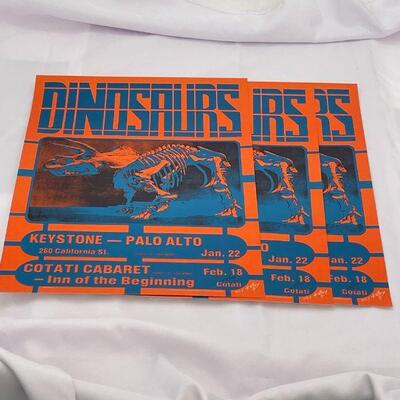 DINOSAURS
KEYSTONE — PALO ALTO
260 California St.
Jan. 22
COTATI CABARET
Feb. 18
—Inn of the Beginning
Cotati
URS
O
Jan. 22
Feb. 18
Cotati
RS
Jan. 22
Feb. 18
Cotati